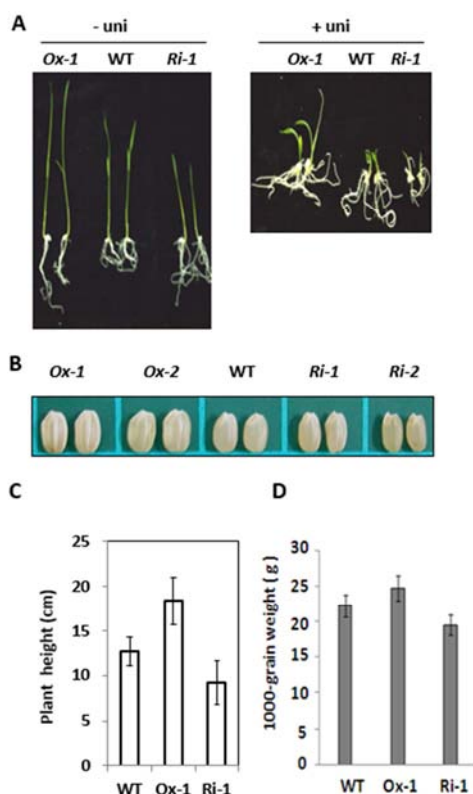 A
- uni
+ uni
Ox-1 WT Ri-1
Ox-1 WT Ri-1
B
Ox-1 Ox-2 WT Ri-1 Ri-2
C
D
Plant height (cm)
25
20
15
10
5
0
WT Ox-1 Ri-1
1000-grain weight ( g )
30
25
20
15
10
5
0
WT Ox-1 Ri-1